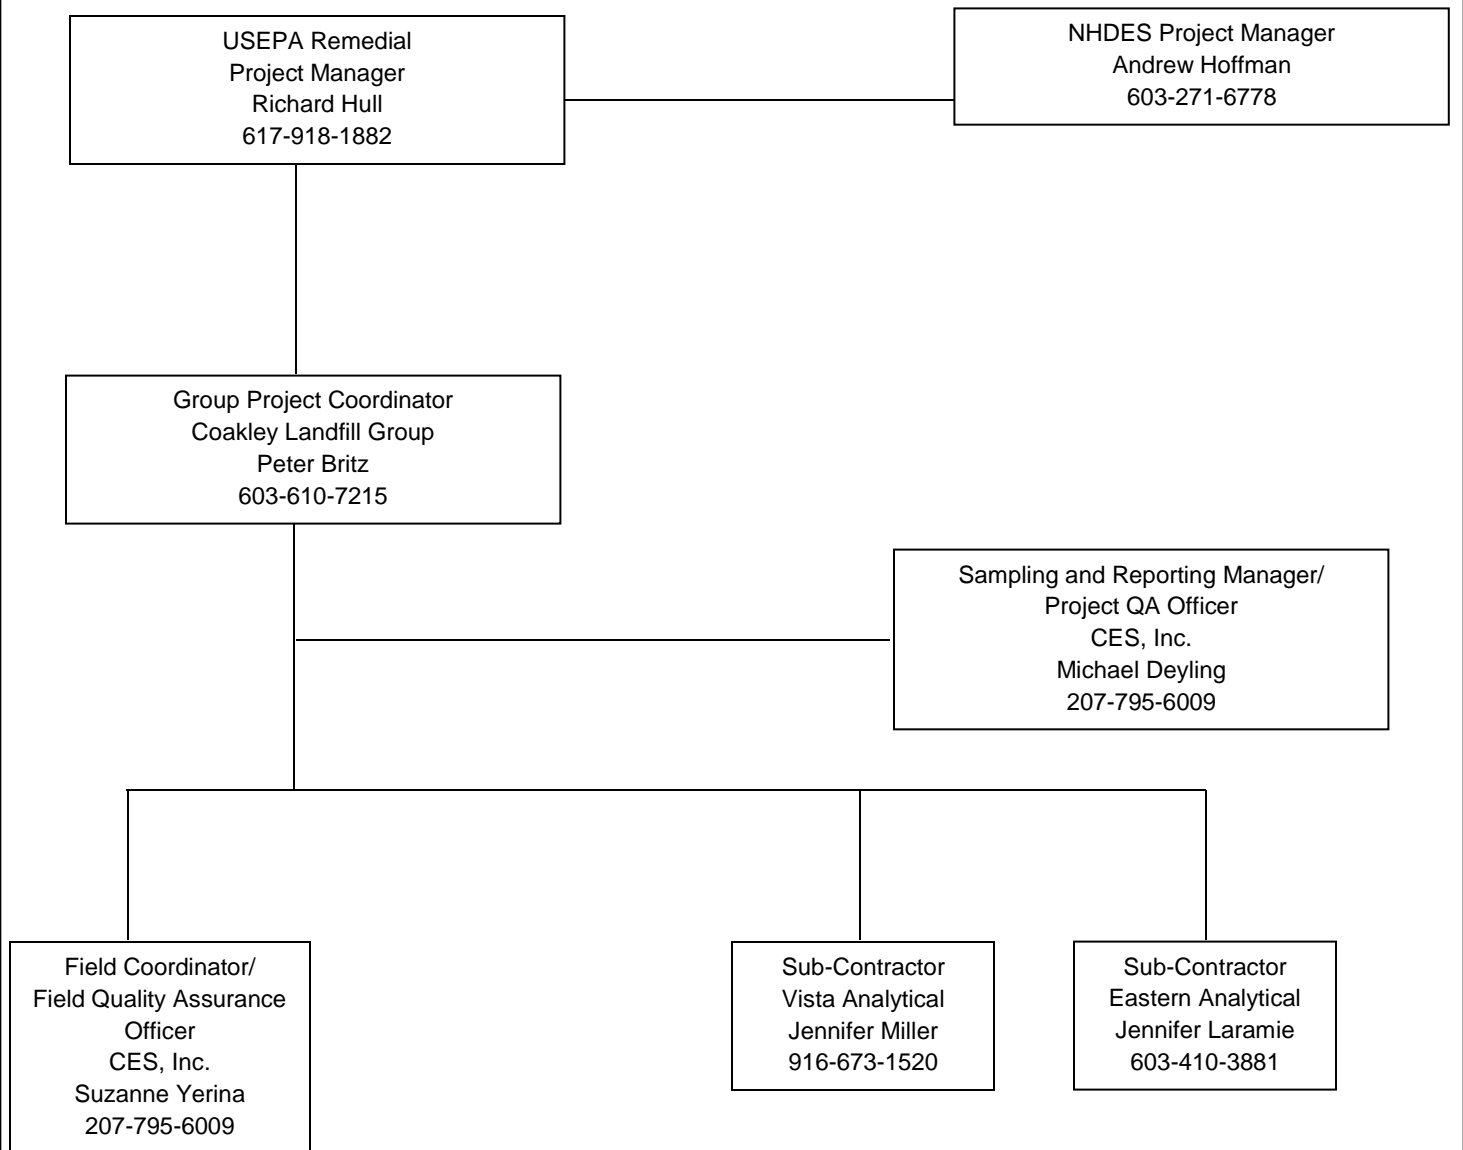 USEPA Remedial
Project Manager
Richard Hull
617-918-1882
NHDES Project Manager
Andrew Hoffman
603-271-6778
Group Project Coordinator
Coakley Landfill Group
Peter Britz
603-610-7215
Sampling and Reporting Manager/
Project QA Officer
CES, Inc.
Michael Deyling
207-795-6009
Field Coordinator/
Field Quality Assurance
Officer
CES, Inc.
Suzanne Yerina
207-795-6009
Sub-Contractor
Vista Analytical
Jennifer Miller
916-673-1520
Sub-Contractor
Eastern Analytical
Jennifer Laramie
603-410-3881